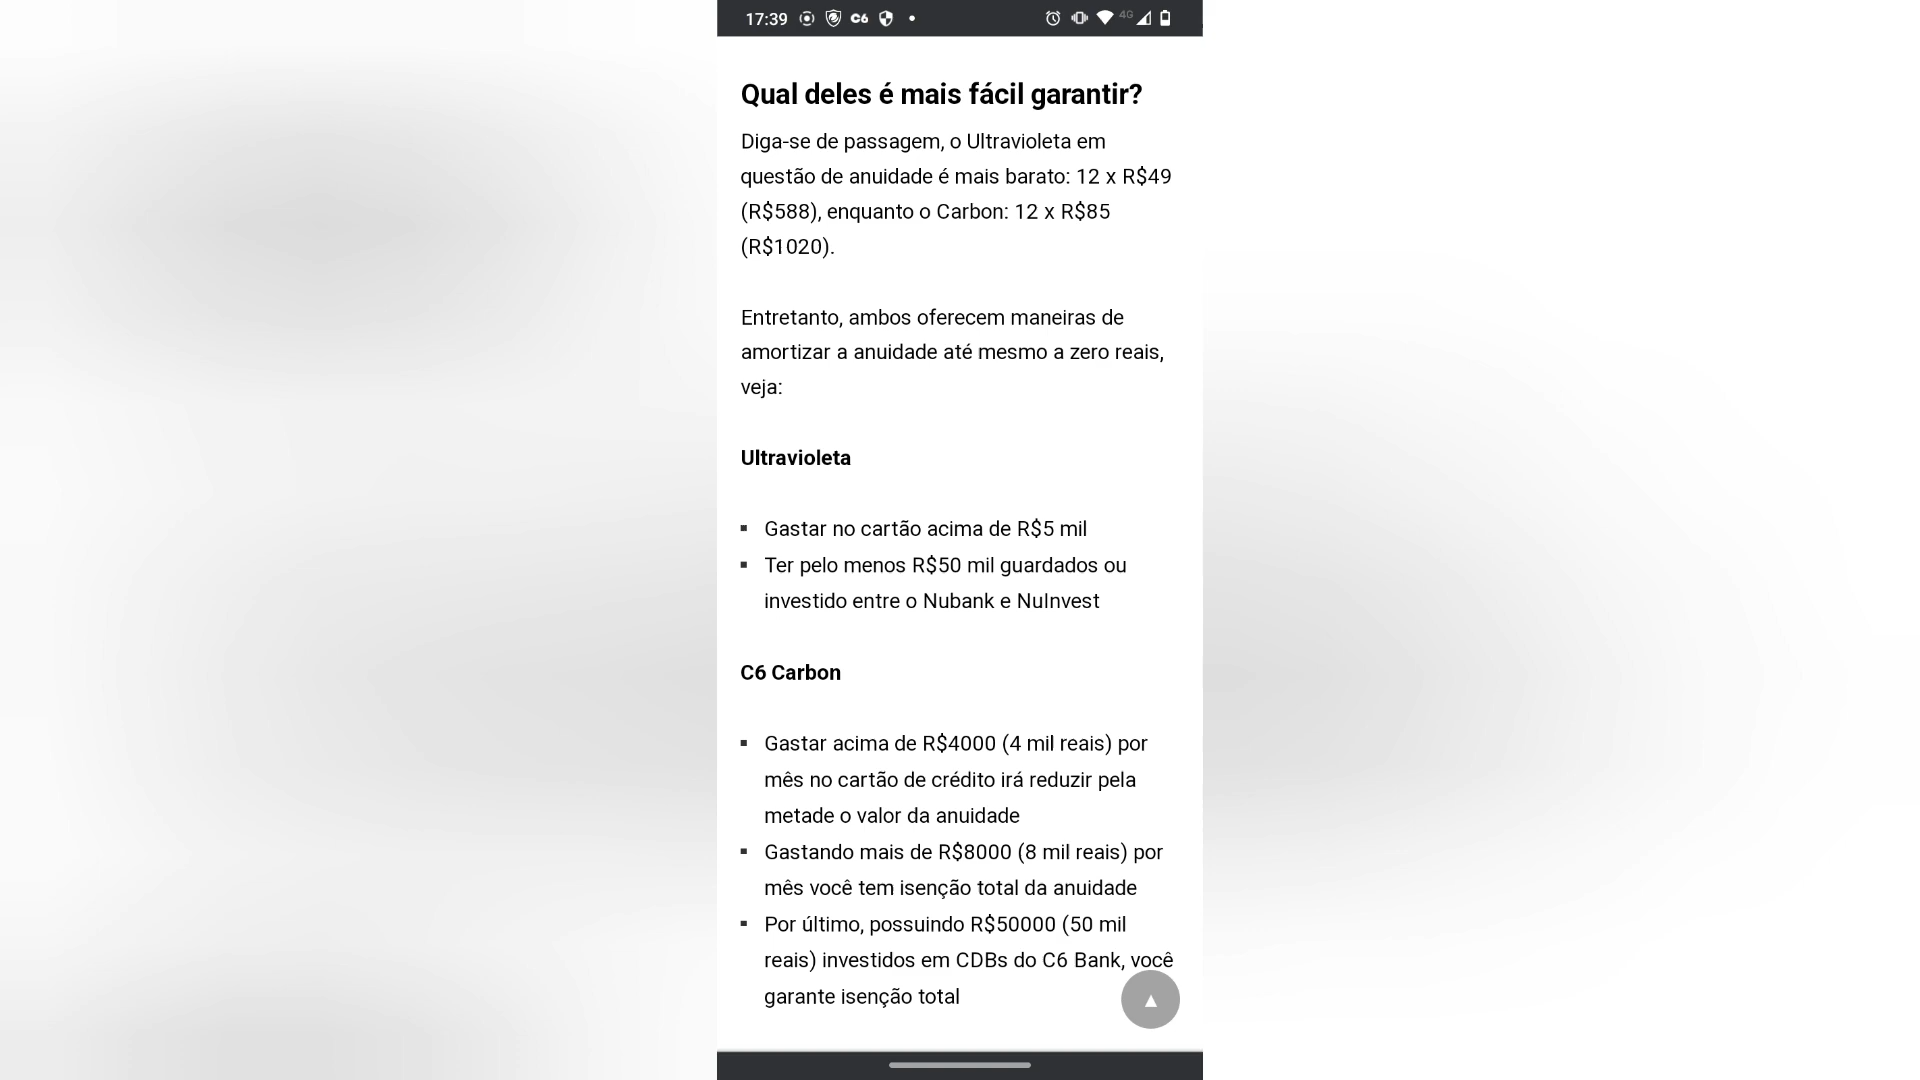 17:39 C6 4G
Qual deles é mais fácil garantir?
Diga-se de passagem, o Ultravioleta em
questão de anuidade é mais barato: 12 x R$49
(R$588), enquanto o Carbon: 12 x R$85
(R$1020).
Entretanto, ambos oferecem maneiras de
amortizar a anuidade até mesmo a zero reais,
veja:
Ultravioleta
▪ Gastar no cartão acima de R$5 mil
▪ Ter pelo menos R$50 mil guardados ou
investido entre o Nubank e NuInvest
C6 Carbon
▪ Gastar acima de R$4000 (4 mil reais) por
mês no cartão de crédito irá reduzir pela
metade o valor da anuidade
▪ Gastando mais de R$8000 (8 mil reais) por
mês você tem isenção total da anuidade
▪ Por último, possuindo R$50000 (50 mil
reais) investidos em CDBs do C6 Bank, você
garante isenção total